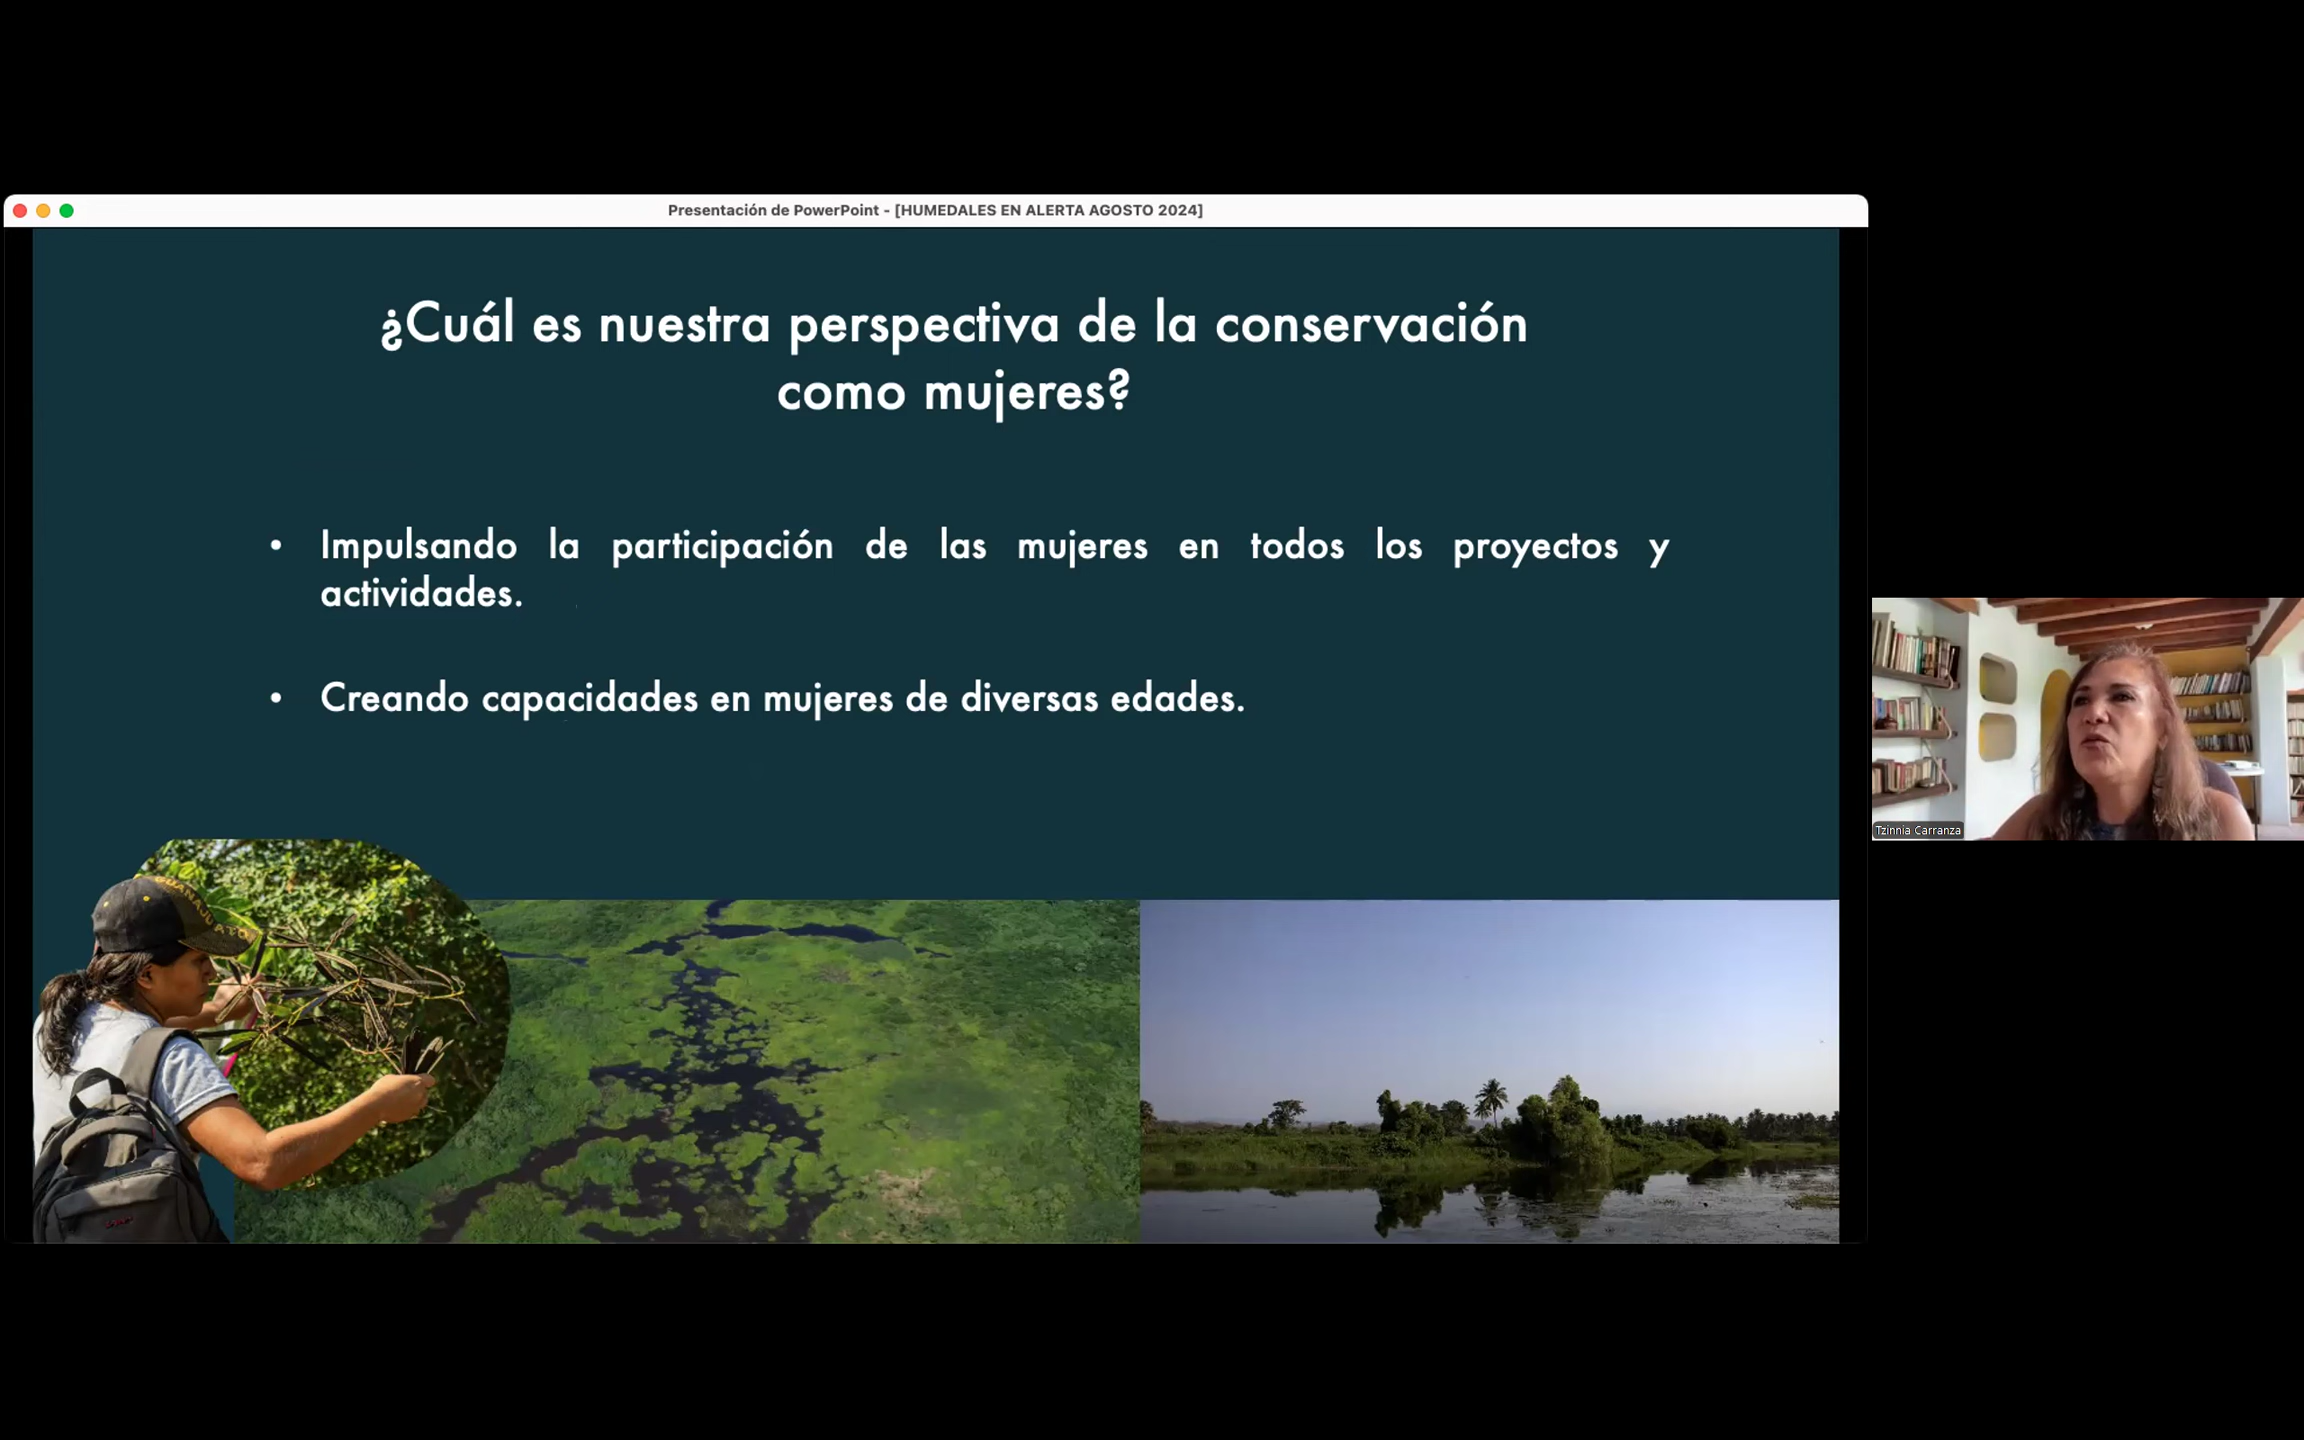 Presentación de PowerPoint - [HUMEDALES EN ALERTA AGOSTO 2024]
¿Cuál es nuestra perspectiva de la conservación
como mujeres?
• Impulsando la participación de las mujeres en todos los proyectos y
actividades.
• Creando capacidades en mujeres de diversas edades.
Tzinnia Carranza
GUANAJUATO